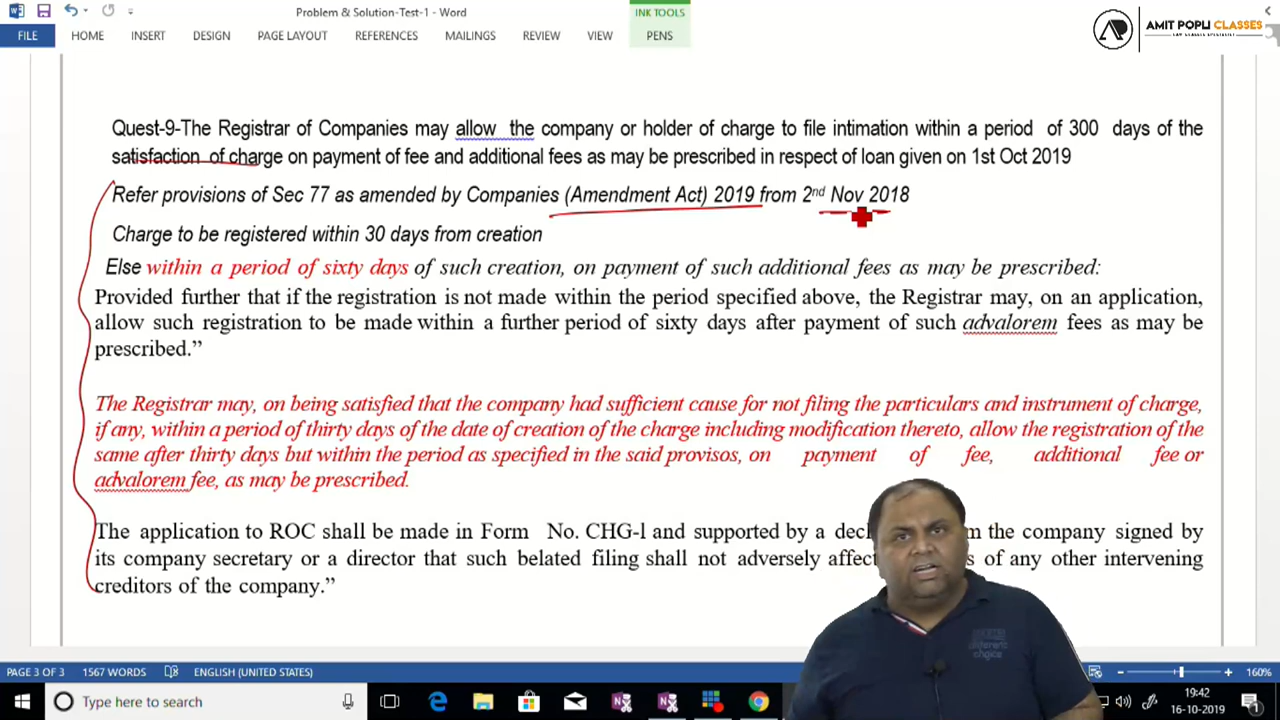 Problem & Solution-Test-1 - Word
INK TOOLS
AMIT POPLI CLASSES
FILE HOME INSERT DESIGN PAGE LAYOUT REFERENCES MAILINGS REVIEW VIEW PENS
Quest-9-The Registrar of Companies may allow the company or holder of charge to file intimation within a period of 300 days of the
satisfaction of charge on payment of fee and additional fees as may be prescribed in respect of loan given on 1st Oct 2019
Refer provisions of Sec 77 as amended by Companies (Amendment Act) 2019 from 2nd Nov 2018
Charge to be registered within 30 days from creation
Else within a period of sixty days of such creation, on payment of such additional fees as may be prescribed:
Provided further that if the registration is not made within the period specified above, the Registrar may, on an application,
allow such registration to be made within a further period of sixty days after payment of such advalorem fees as may be
prescribed.”
The Registrar may, on being satisfied that the company had sufficient cause for not filing the particulars and instrument of charge,
if any, within a period of thirty days of the date of creation of the charge including modification thereto, allow the registration of the
same after thirty days but within the period as specified in the said provisos, on payment of fee, additional fee or
advalorem fee, as may be prescribed.
The application to ROC shall be made in Form No. CHG-l and supported by a the company signed by
its company secretary or a director that such belated filing shall not adversely affect of any other intervening
creditors of the company.”
PAGE 3 OF 3 1567 WORDS ENGLISH (UNITED STATES) 160%
Type here to search
19:42
16-10-2019